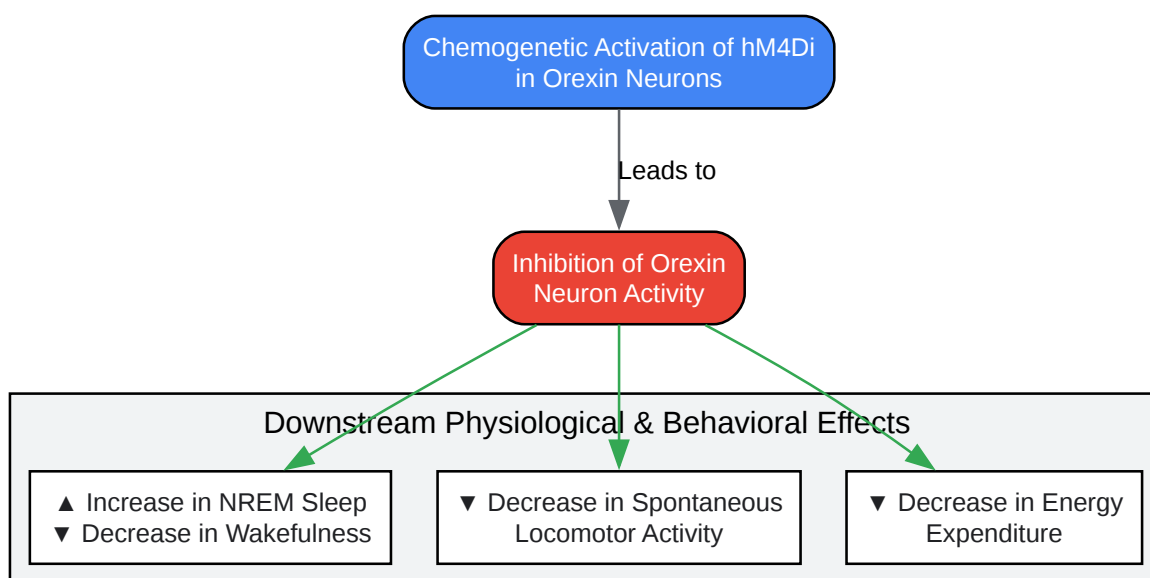 Chemogenetic Activation of hM4Di
in Orexin Neurons
Leads to
Inhibition of Orexin
Neuron Activity
Downstream Physiological & Behavioral Effects
▲ Increase in NREM Sleep
▼ Decrease in Wakefulness
▼ Decrease in Spontaneous
Locomotor Activity
▼ Decrease in Energy
Expenditure